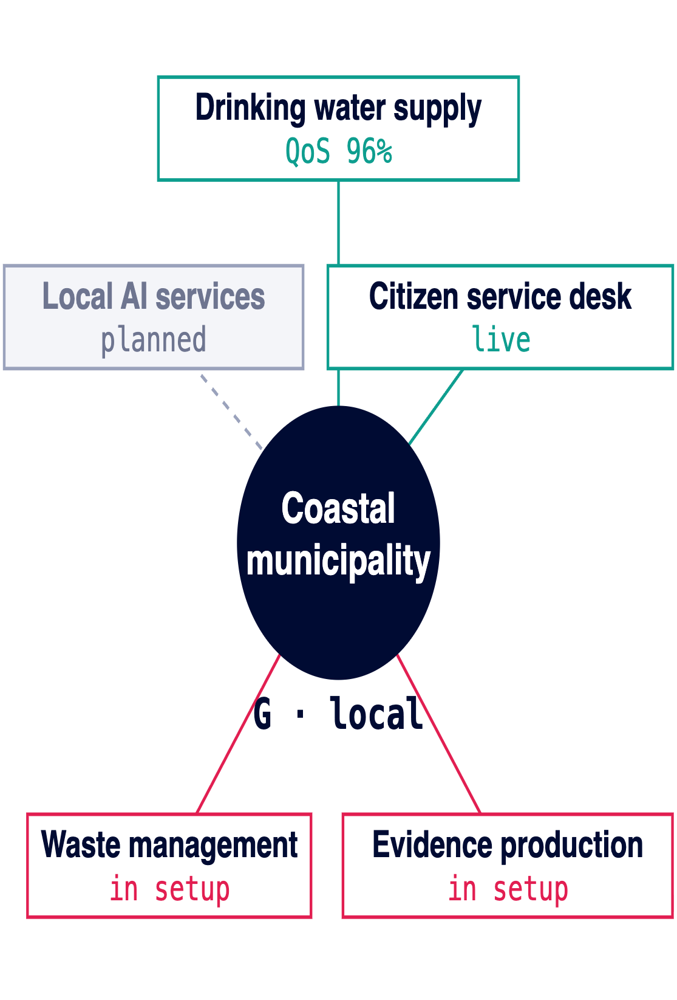 Drinking water supply
QoS 96%
Local AI services
planned
Citizen service desk
live
Coastal
municipality
G · local
Waste management
in setup
Evidence production
in setup